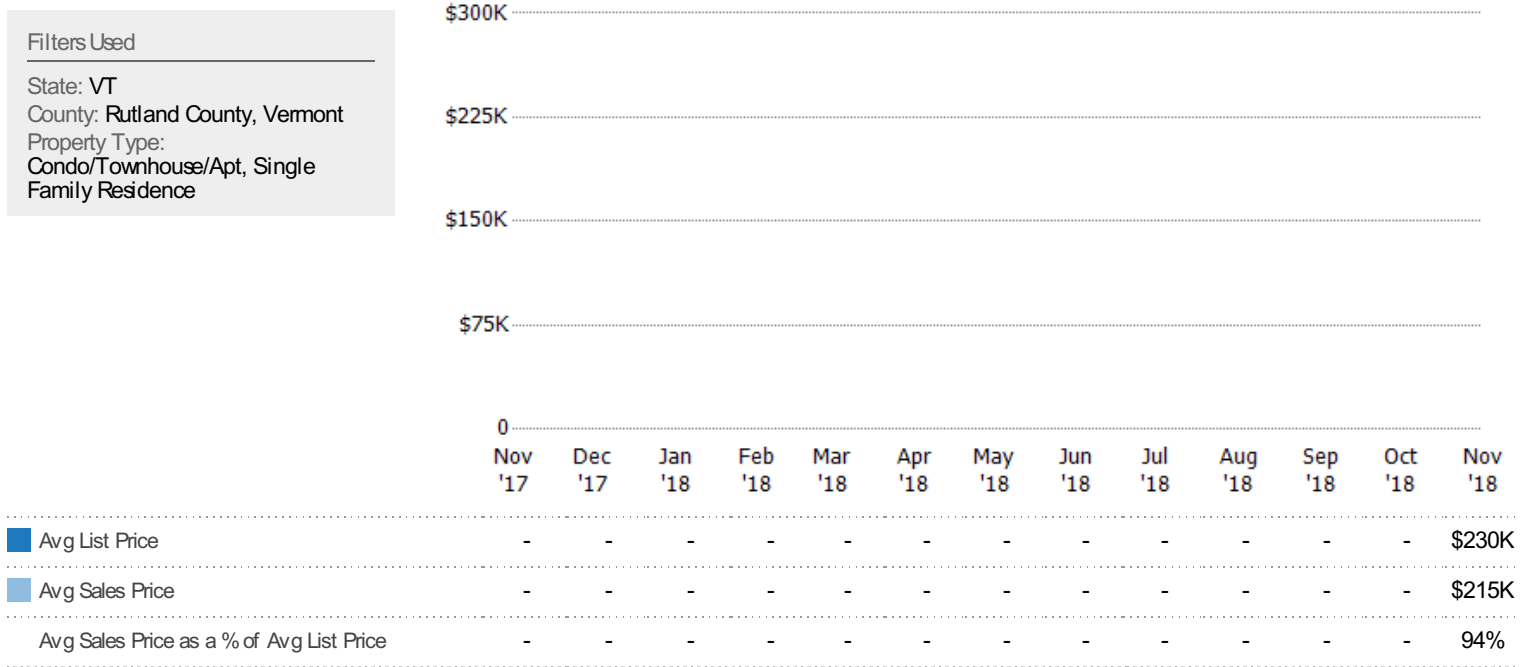 Filters Used
State: VT
County: Rutland County, Vermont
Property Type:
Condo/Townhouse/Apt, Single
Family Residence
$300K
$225K
$150K
$75K
0
Nov Dec Jan Feb Mar Apr May Jun Jul Aug Sep Oct Nov
'17 '17 '18 '18 '18 '18 '18 '18 '18 '18 '18 '18 '18
Avg List Price - - - - - - - - - - - - $230K
Avg Sales Price - - - - - - - - - - - - $215K
Avg Sales Price as a % of Avg List Price - - - - - - - - - - - - 94%